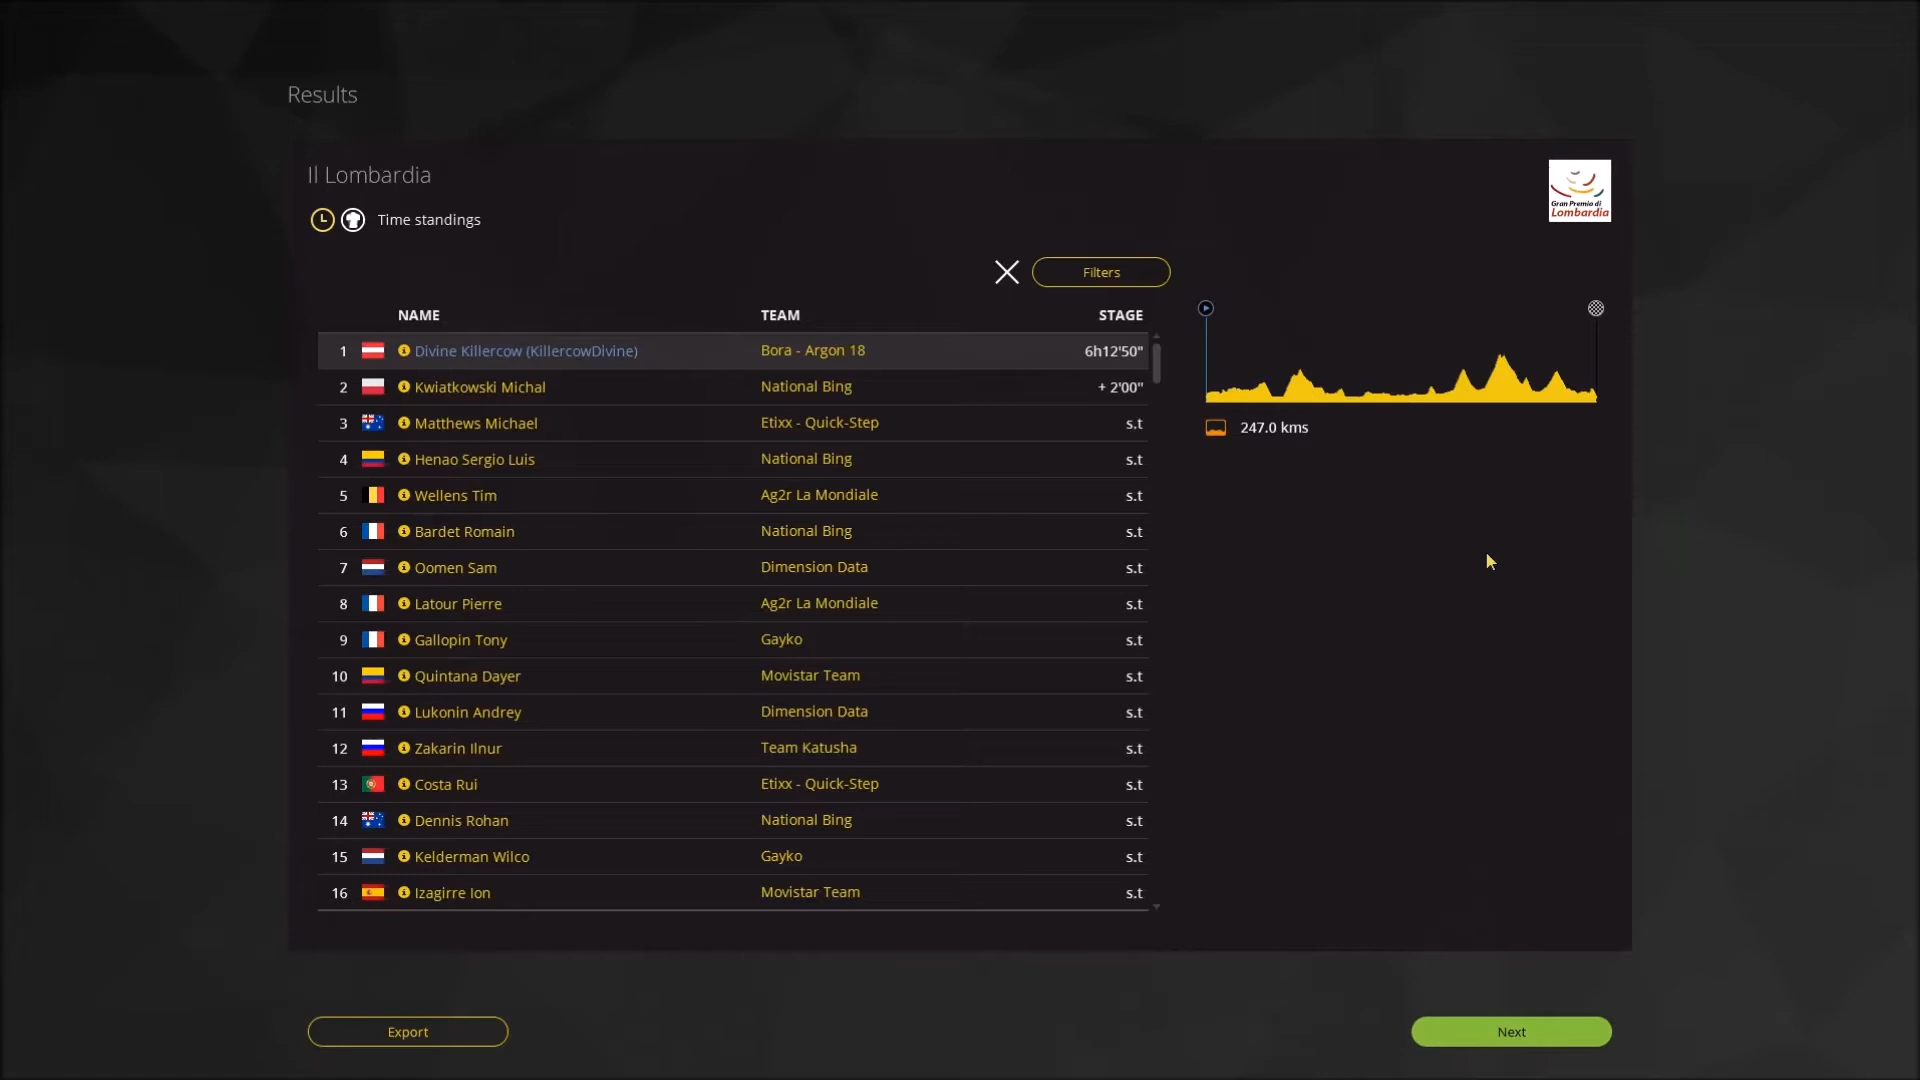 Results
Il Lombardia
Gran Premio di
Lombardia
Time standings
Filters
NAME TEAM STAGE
1 Divine Killercow (KillercowDivine) Bora - Argon 18 6h12'50"
2 Kwiatkowski Michal National Bing + 2'00"
3 Matthews Michael Etixx - Quick-Step s.t
4 Henao Sergio Luis National Bing s.t
5 Wellens Tim Ag2r La Mondiale s.t
6 Bardet Romain National Bing s.t
7 Oomen Sam Dimension Data s.t
8 Latour Pierre Ag2r La Mondiale s.t
9 Gallopin Tony Gayko s.t
10 Quintana Dayer Movistar Team s.t
11 Lukonin Andrey Dimension Data s.t
12 Zakarin Ilnur Team Katusha s.t
13 Costa Rui Etixx - Quick-Step s.t
14 Dennis Rohan National Bing s.t
15 Kelderman Wilco Gayko s.t
16 Izagirre Ion Movistar Team s.t
247.0 kms
Export
Next